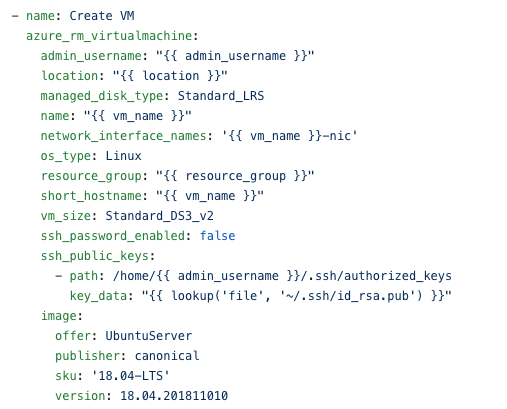 - name: Create VM
  azure_rm_virtualmachine:
    admin_username: "{{ admin_username }}"
    location: "{{ location }}"
    managed_disk_type: Standard_LRS
    name: "{{ vm_name }}"
    network_interface_names: '{{ vm_name }}-nic'
    os_type: Linux
    resource_group: "{{ resource_group }}"
    short_hostname: "{{ vm_name }}"
    vm_size: Standard_DS3_v2
    ssh_password_enabled: false
    ssh_public_keys:
      - path: /home/{{ admin_username }}/.ssh/authorized_keys
        key_data: "{{ lookup('file', '~/.ssh/id_rsa.pub') }}"
    image:
      offer: UbuntuServer
      publisher: canonical
      sku: '18.04-LTS'
      version: 18.04.201811010